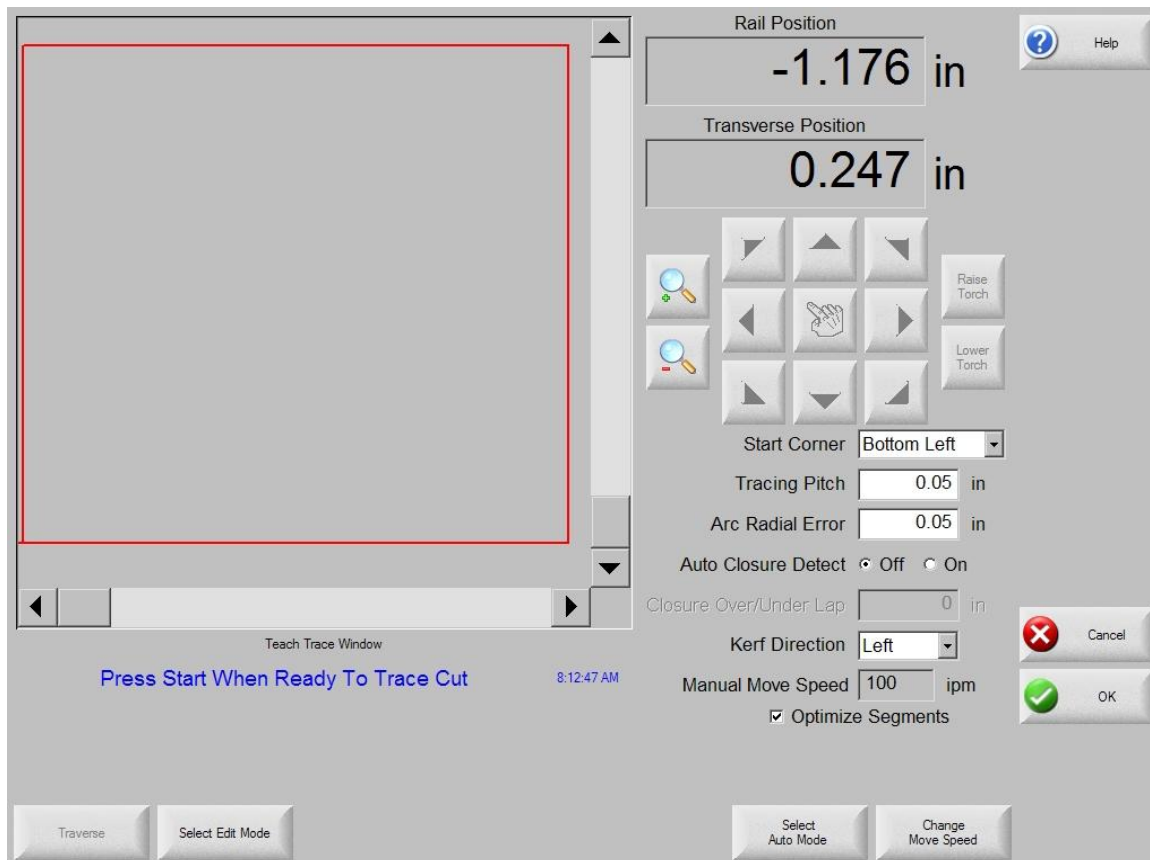 Rail Position
-1.176 in
Help
Transverse Position
0.247 in
Raise
Torch
Lower
Torch
Start Corner Bottom Left
Tracing Pitch 0.05 in
Arc Radial Error 0.05 in
Auto Closure Detect Off On
Closure Over/Under Lap 0 in
Kerf Direction Left
Manual Move Speed 100 ipm
Optimize Segments
Cancel
OK
Teach Trace Window
Press Start When Ready To Trace Cut 8:12:47 AM
Traverse
Select Edit Mode
Select
Auto Mode
Change
Move Speed